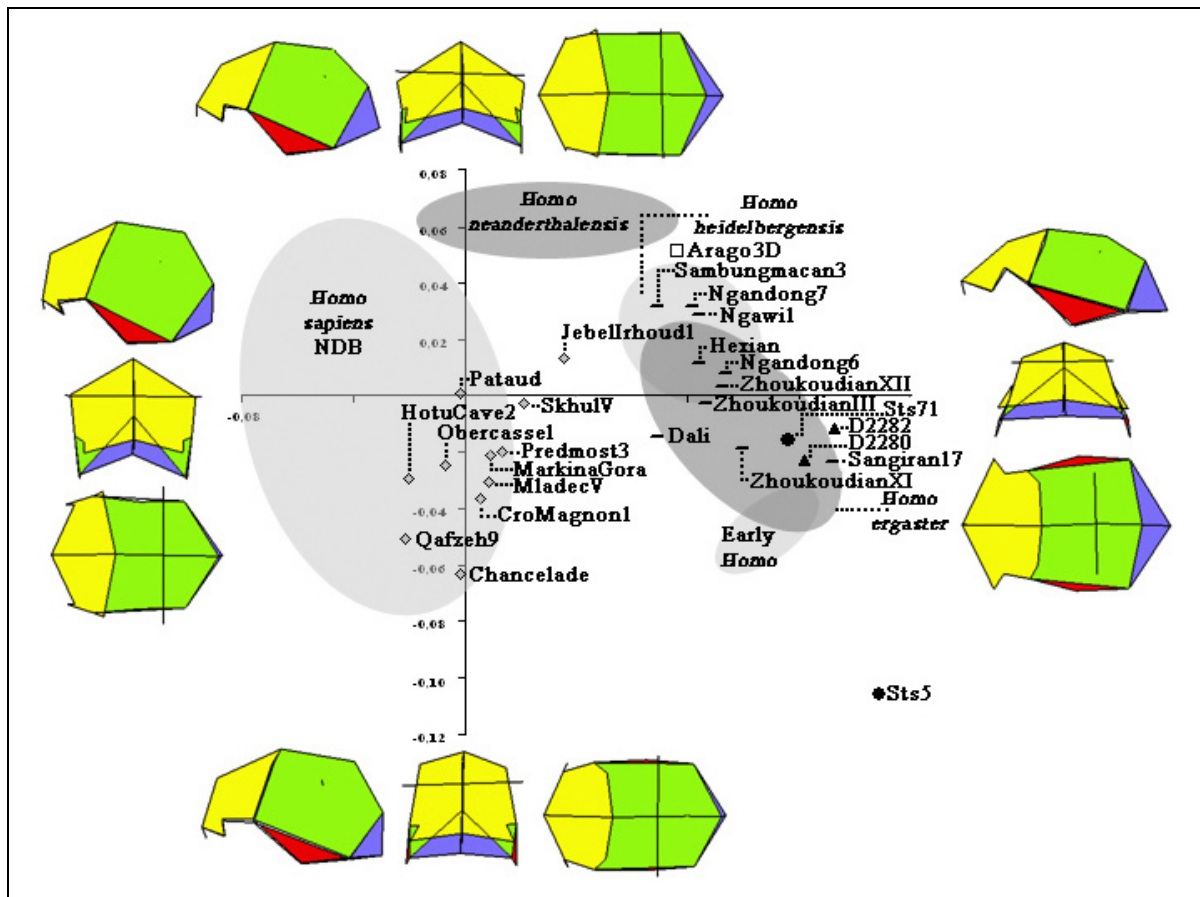 0,08
Homo
neanderthalensis
Homo
heidelbergensis
0,06
Arago3D
Sambungmacan3
0,04
Ngandong7
Homo
sapiens
NDB
Ngawi1
JebelIrhoud1
0,02
Hexian
Ngandong6
Pataud
ZhoukoudianXII
-0,08
HotuCave2
SkhulV
ZhoukoudianIII
Sts71
Obercassel
Dali
D2282
Predmost3
D2280
MarkinaGora
Sangiran17
MladecV
ZhoukoudianXI
-0,04
CroMagnon1
Homo
ergaster
Early
Homo
Qafzeh9
-0,06
Chancelade
-0,08
-0,10
Sts5
-0,12